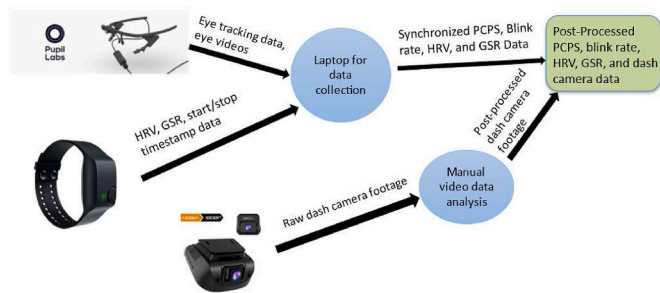 Pupil
Labs
Eye tracking data,
eye videos
Laptop for
data
collection
Synchronized PCPS, Blink
rate, HRV, and GSR Data
Post-Processed
PCPS, blink rate,
HRV, GSR, and dash
camera data
HRV, GSR, start/stop
timestamp data
Post-processed
dash camera
footage
Manual
video data
analysis
Raw dash camera footage